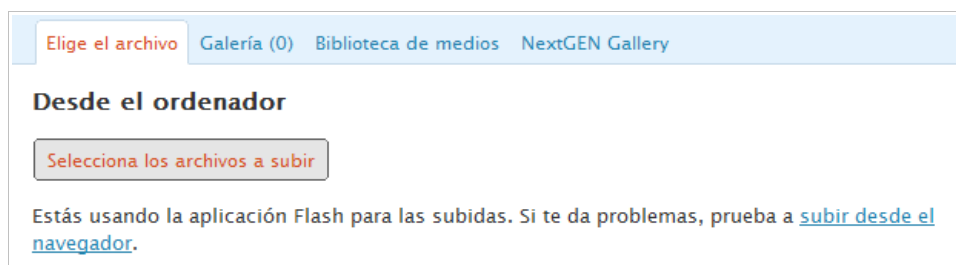 Elige el archivo Galería (0) Biblioteca de medios NextGEN Gallery
Desde el ordenador
Selecciona los archivos a subir
Estás usando la aplicación Flash para las subidas. Si te da problemas, prueba a subir desde el
navegador.